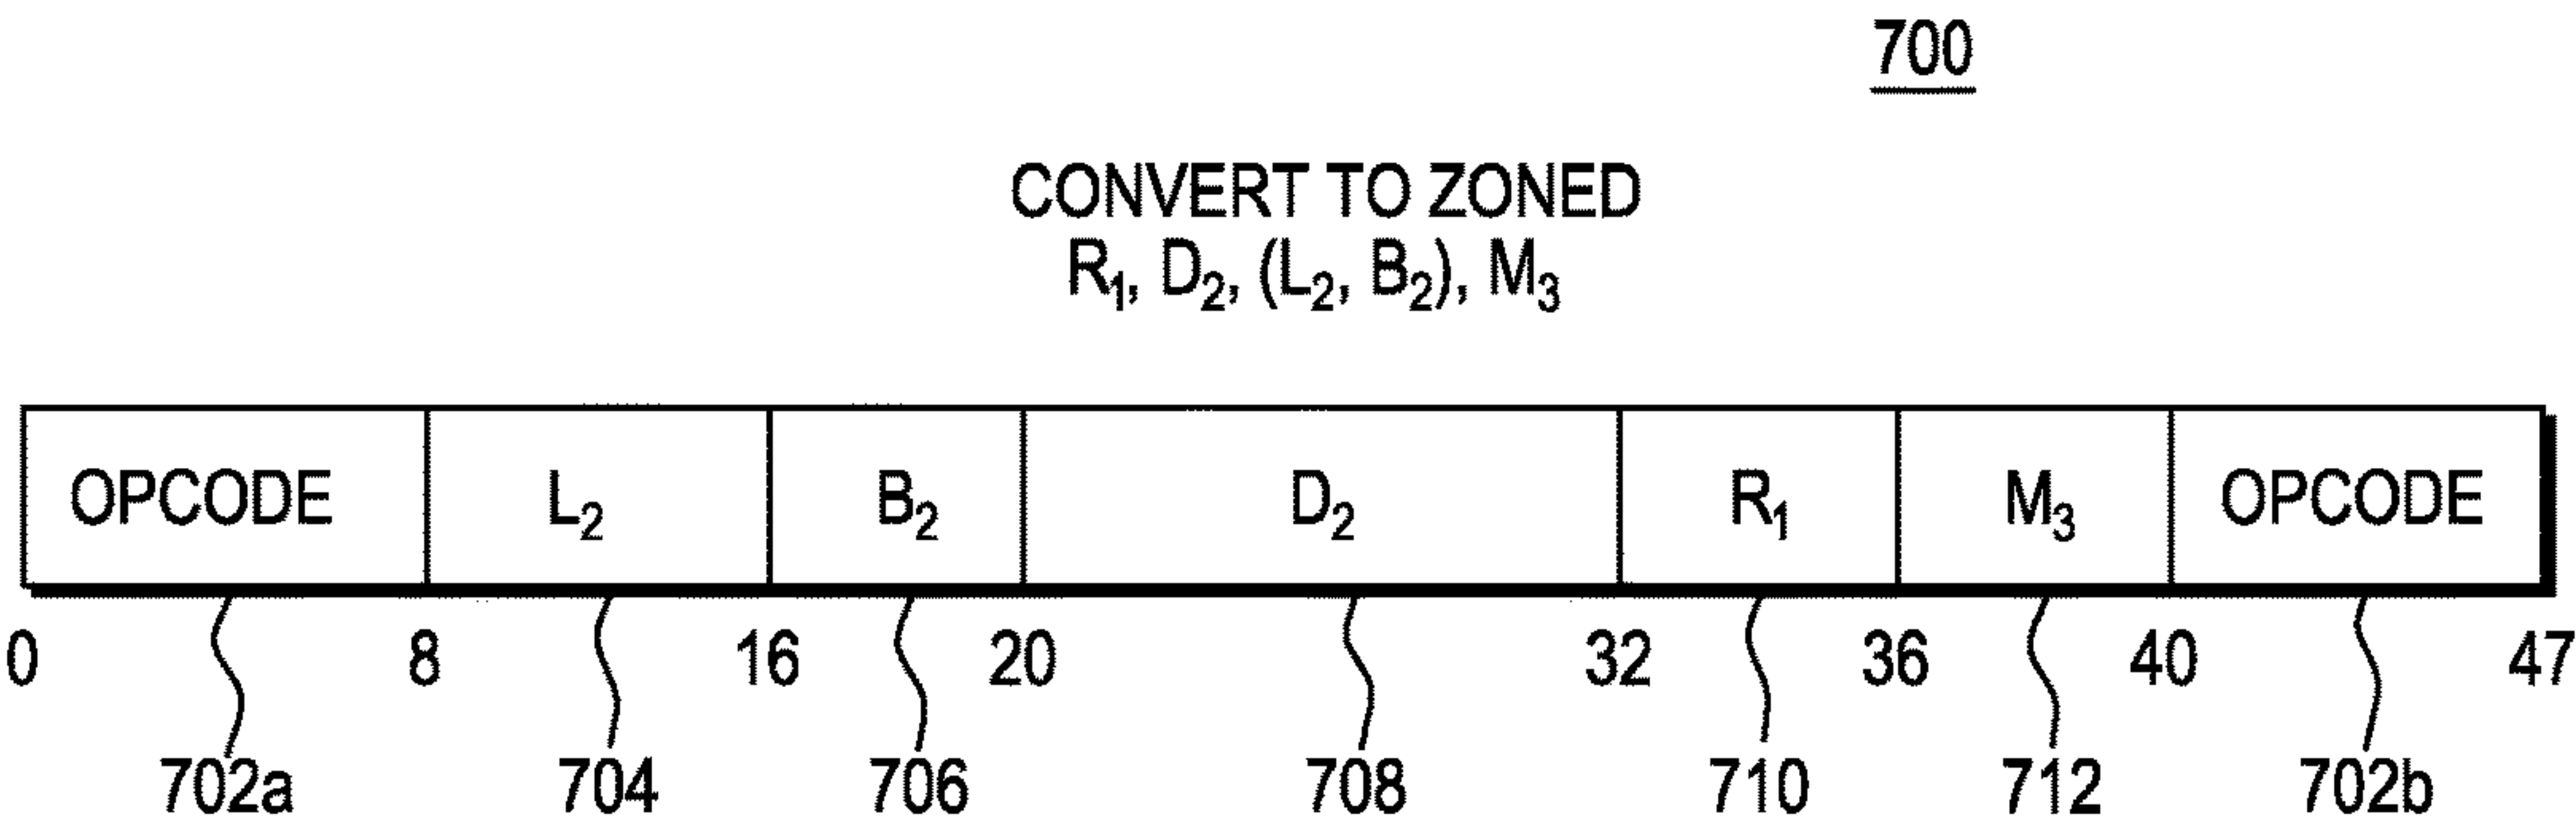 700
CONVERT TO ZONED
R₁, D₂, (L₂, B₂), M₃
OPCODE L₂ B₂ D₂ R₁ M₃ OPCODE
0 8 16 20 32 36 40 47
702a 704 706 708 710 712 702b